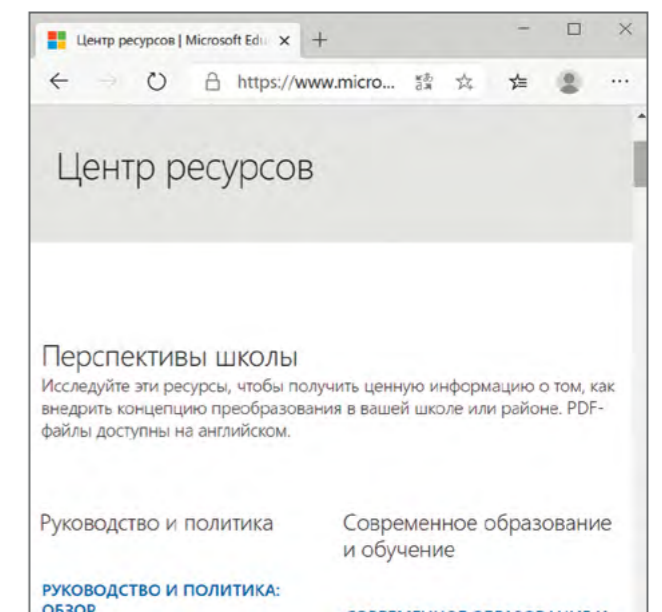 Центр ресурсов | Microsoft Edu
https://www.micro...
Центр ресурсов
Перспективы школы
Исследуйте эти ресурсы, чтобы получить ценную информацию о том, как
внедрить концепцию преобразования в вашей школе или районе. PDF-
файлы доступны на английском.
Руководство и политика
Современное образование
и обучение
РУКОВОДСТВО И ПОЛИТИКА:
ОБЗОР
СОВРЕМЕННОЕ ОБРАЗОВАНИЕ И